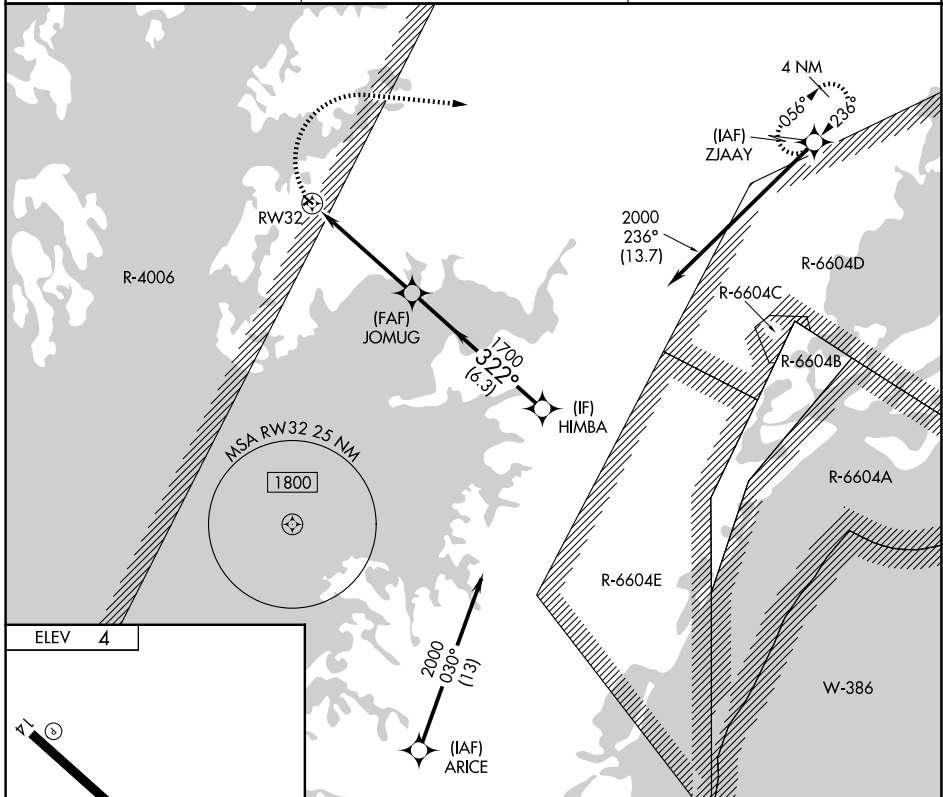 4 NM
056°
236°
(IAF)
ZJAAY
RW32
2000
236°
(13.7)
R-4006
R-6604D
R-6604C
(FAF)
JOMUG
1700
322°
(6.3)
R-6604B
(IF)
HIMBA
MSA RW32 25 NM
1800
R-6604A
R-6604E
2000
030°
(13)
ELEV 4
W-386
14
P
(IAF)
ARICE